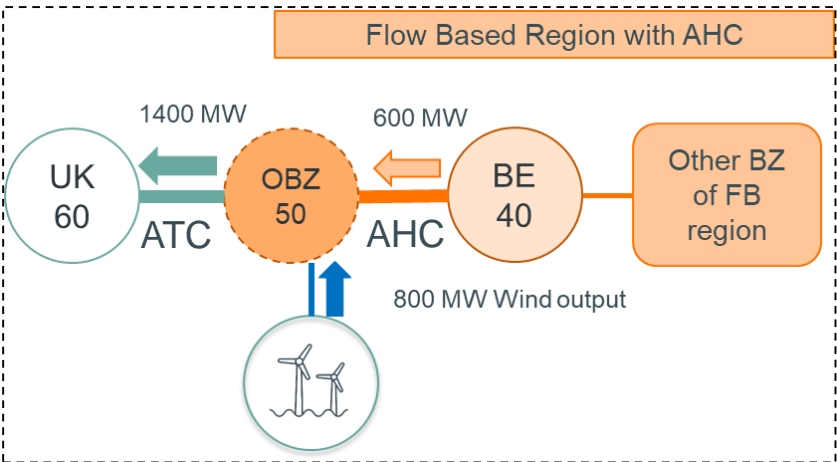 Flow Based Region with AHC
1400 MW
600 MW
UK
60
OBZ
50
BE
40
Other BZ
of FB
region
ATC
AHC
800 MW Wind output